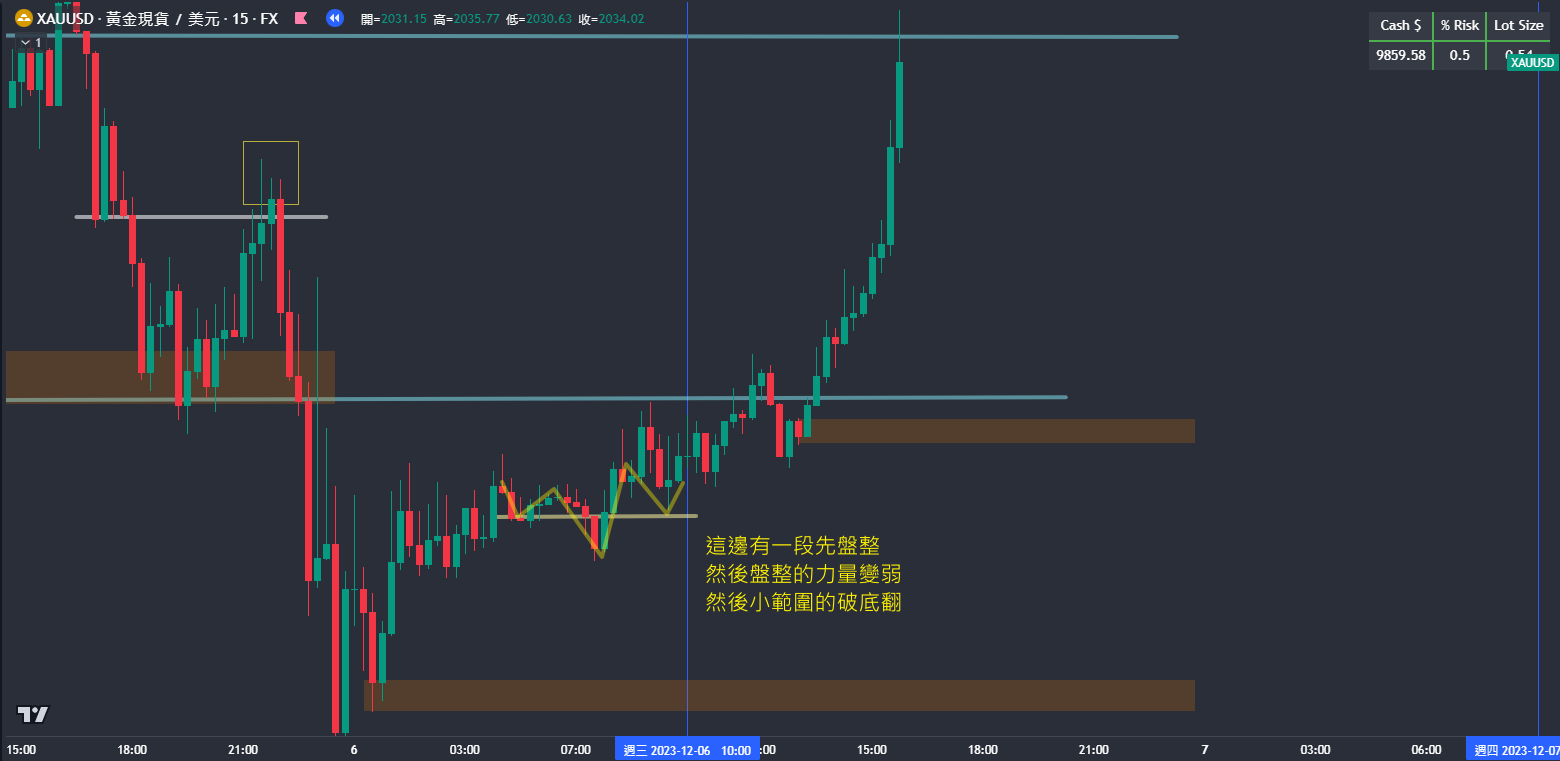 XAUUSD · 黃金現貨 / 美元 · 15 · FX 開=2031.15 高=2035.77 低=2030.63 收=2034.02
1
Cash $ % Risk Lot Size
9859.58 0.5
XAUUSD
這邊有一段先盤整
然後盤整的力量變弱
然後小範圍的破底翻
15:00 18:00 21:00 6 03:00 07:00 週三 2023-12-06 10:00 :00 15:00 18:00 21:00 7 03:00 06:00 週四 2023-12-07